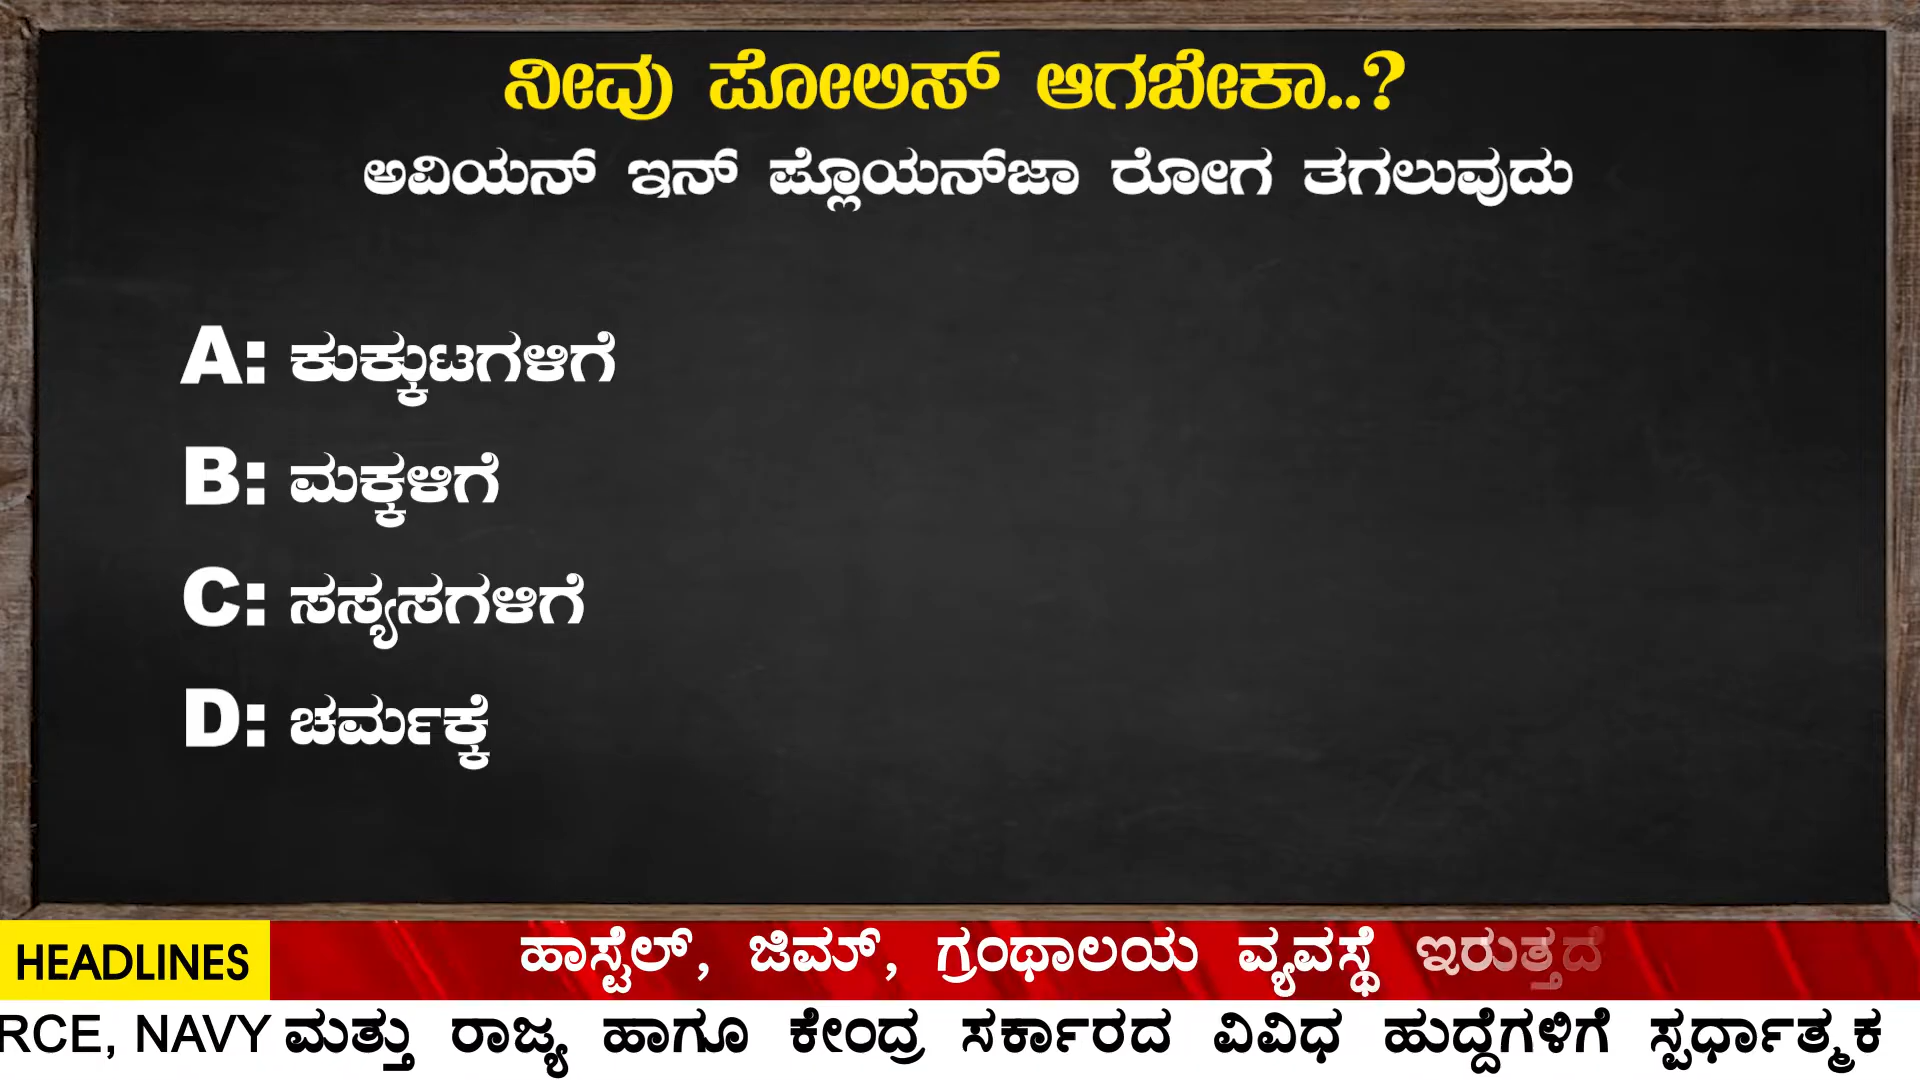 ನೀವು ಪೋಲಿಸ್ ಆಗಬೇಕಾ..?
ಅವಿಯನ್ ಇನ್ ಪ್ಲೊಯನ್‌ಜಾ ರೋಗ ತಗಲುವುದು
A: ಕುಕ್ಕುಟಗಳಿಗೆ
B: ಮಕ್ಕಳಿಗೆ
C: ಸಸ್ಯಸಗಳಿಗೆ
D: ಚರ್ಮಕ್ಕೆ
HEADLINES ಹಾಸ್ಟೆಲ್, ಜಿಮ್, ಗ್ರಂಥಾಲಯ ವ್ಯವಸ್ಥೆ ಇರುತ್ತದೆ
RCE, NAVY ಮತ್ತು ರಾಜ್ಯ ಹಾಗೂ ಕೇಂದ್ರ ಸರ್ಕಾರದ ವಿವಿಧ ಹುದ್ದೆಗಳಿಗೆ ಸ್ಪರ್ಧಾತ್ಮಕ